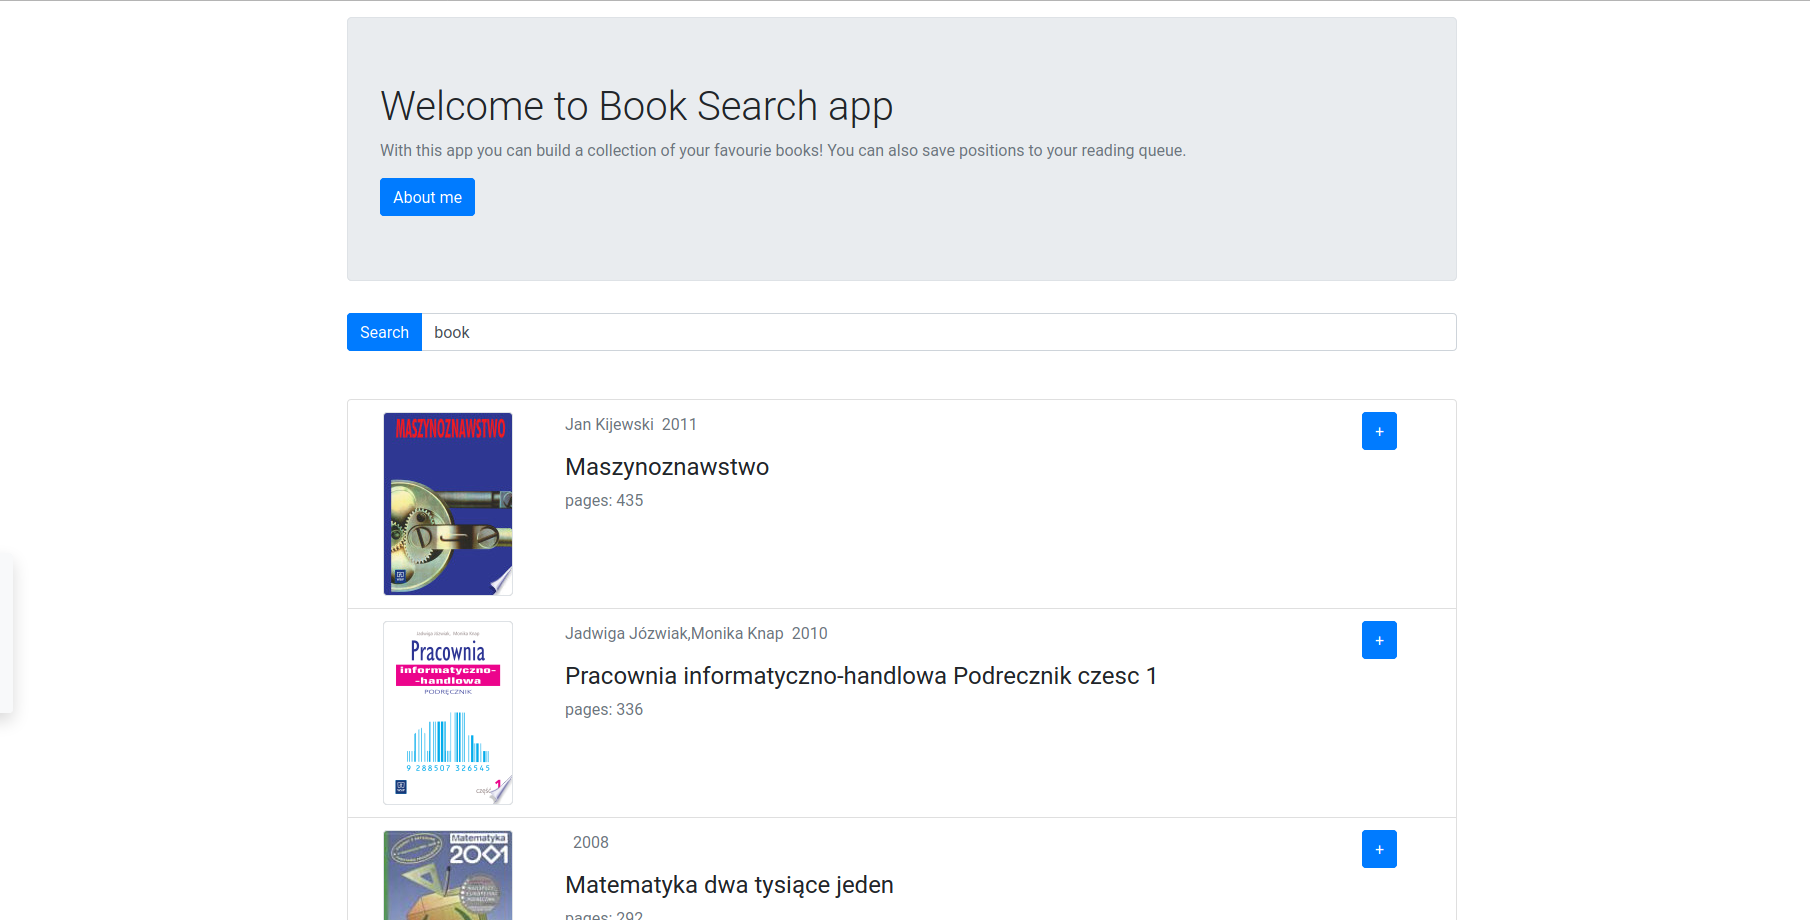 Welcome to Book Search app
With this app you can build a collection of your favourie books! You can also save positions to your reading queue.
About me
Search book
MASZYNOZNAWSTWO
Jan Kijewski 2011
+
Maszynoznawstwo
pages: 435
Jadwiga Józwiak, Monika Knap
Pracownia
informatyczno-
-handlowa
PODRĘCZNIK
9 288507 326545
część 1
Jadwiga Józwiak,Monika Knap 2010
+
Pracownia informatyczno-handlowa Podrecznik czesc 1
pages: 336
Matematyka
2001
2008
+
Matematyka dwa tysiące jeden
pages: 292